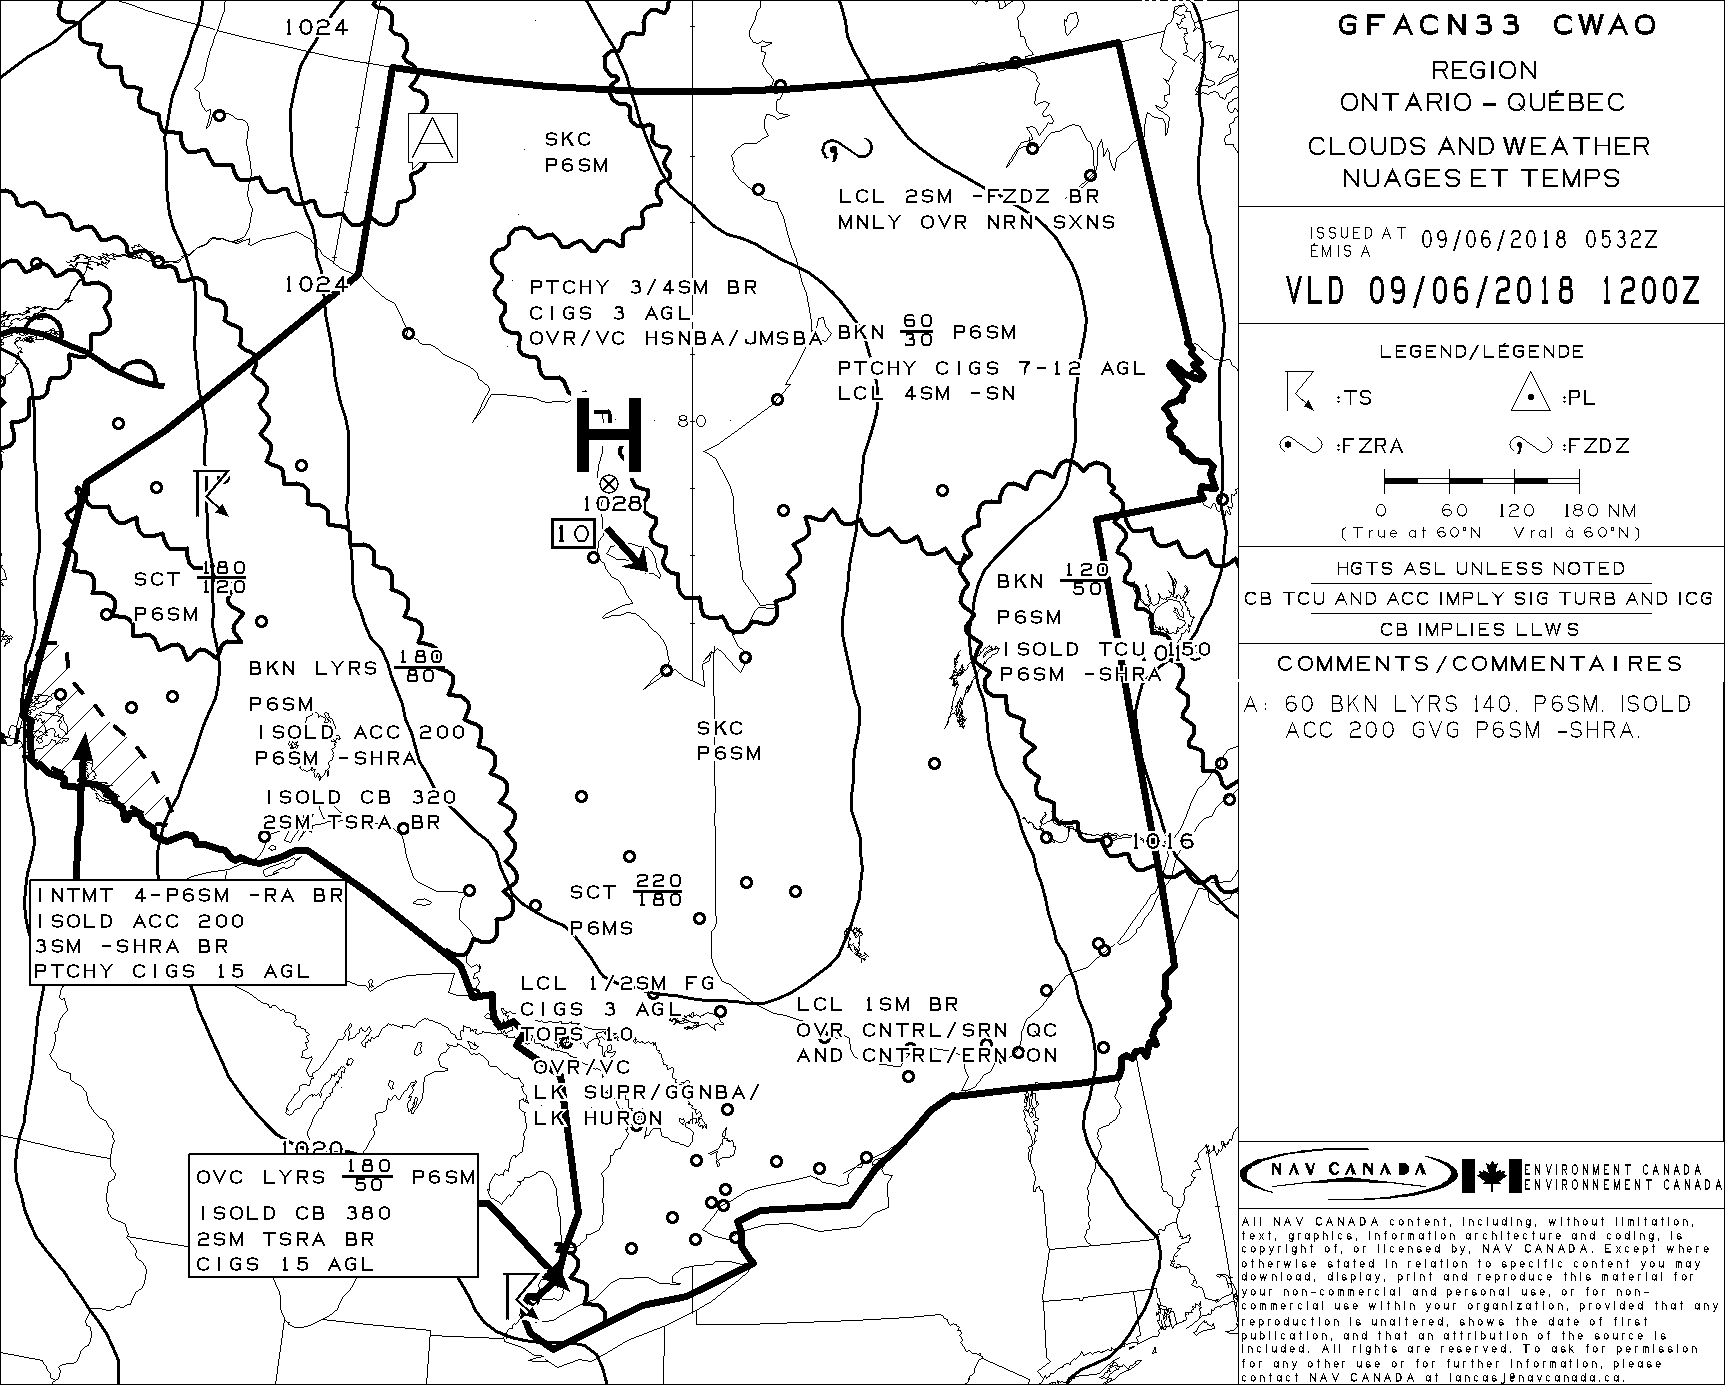 1024
A
SKC
P6SM
LCL 2SM -FZDZ BR
MNLY OVR NRN SXNS
1024
PTCHY 3/4SM BR
CIGS 3 AGL
OVR/VC HSNBA/JMSBA
BKN 60/30 P6SM
PTCHY CIGS 7-12 AGL
LCL 4SM -SN
H
80
1028
10
SCT 180/120
P6SM
BKN 120/50
P6SM
ISOLD TCU 150
P6SM -SHRA
BKN LYRS 180/80
P6SM
ISOLD ACC 200
P6SM -SHRA
ISOLD CB 320
2SM TSRA BR
SKC
P6SM
1016
INTMT 4-P6SM -RA BR
ISOLD ACC 200
3SM -SHRA BR
PTCHY CIGS 15 AGL
SCT 220/180
P6MS
LCL 1/2SM FG
CIGS 3 AGL
TOPS 10
OVR/VC
LK SUPR/GGNBA/
LK HURON
LCL 1SM BR
OVR CNTRL/SRN QC
AND CNTRL/ERN ON
1020
OVC LYRS 180/50 P6SM
ISOLD CB 380
2SM TSRA BR
CIGS 15 AGL
GFACN33 CWAO
REGION
ONTARIO – QUÉBEC
CLOUDS AND WEATHER
NUAGES ET TEMPS
ISSUED AT 09/06/2018 0532Z
ÉMIS A
VLD 09/06/2018 1200Z
LEGEND/LÉGENDE
:TS :PL
:FZRA :FZDZ
0 60 120 180 NM
(True at 60°N Vrai à 60°N)
HGTS ASL UNLESS NOTED
CB TCU AND ACC IMPLY SIG TURB AND ICG
CB IMPLIES LLWS
COMMENTS/COMMENTAIRES
A: 60 BKN LYRS 140. P6SM. ISOLD
ACC 200 GVG P6SM -SHRA.
NAV CANADA
ENVIRONMENT CANADA
ENVIRONNEMENT CANADA
All NAV CANADA content, including, without limitation,
text, graphics, information architecture and coding, is
copyright of, or licensed by, NAV CANADA. Except where
otherwise stated in relation to specific content you may
download, display, print and reproduce this material for
your non-commercial and personal use, or for non-
commercial use within your organization, provided that any
reproduction is unaltered, shows the date of first
publication, and that an attribution of the source is
included. All rights are reserved. To ask for permission
for any other use or for further information, please
contact NAV CANADA at lancasj@navcanada.ca.